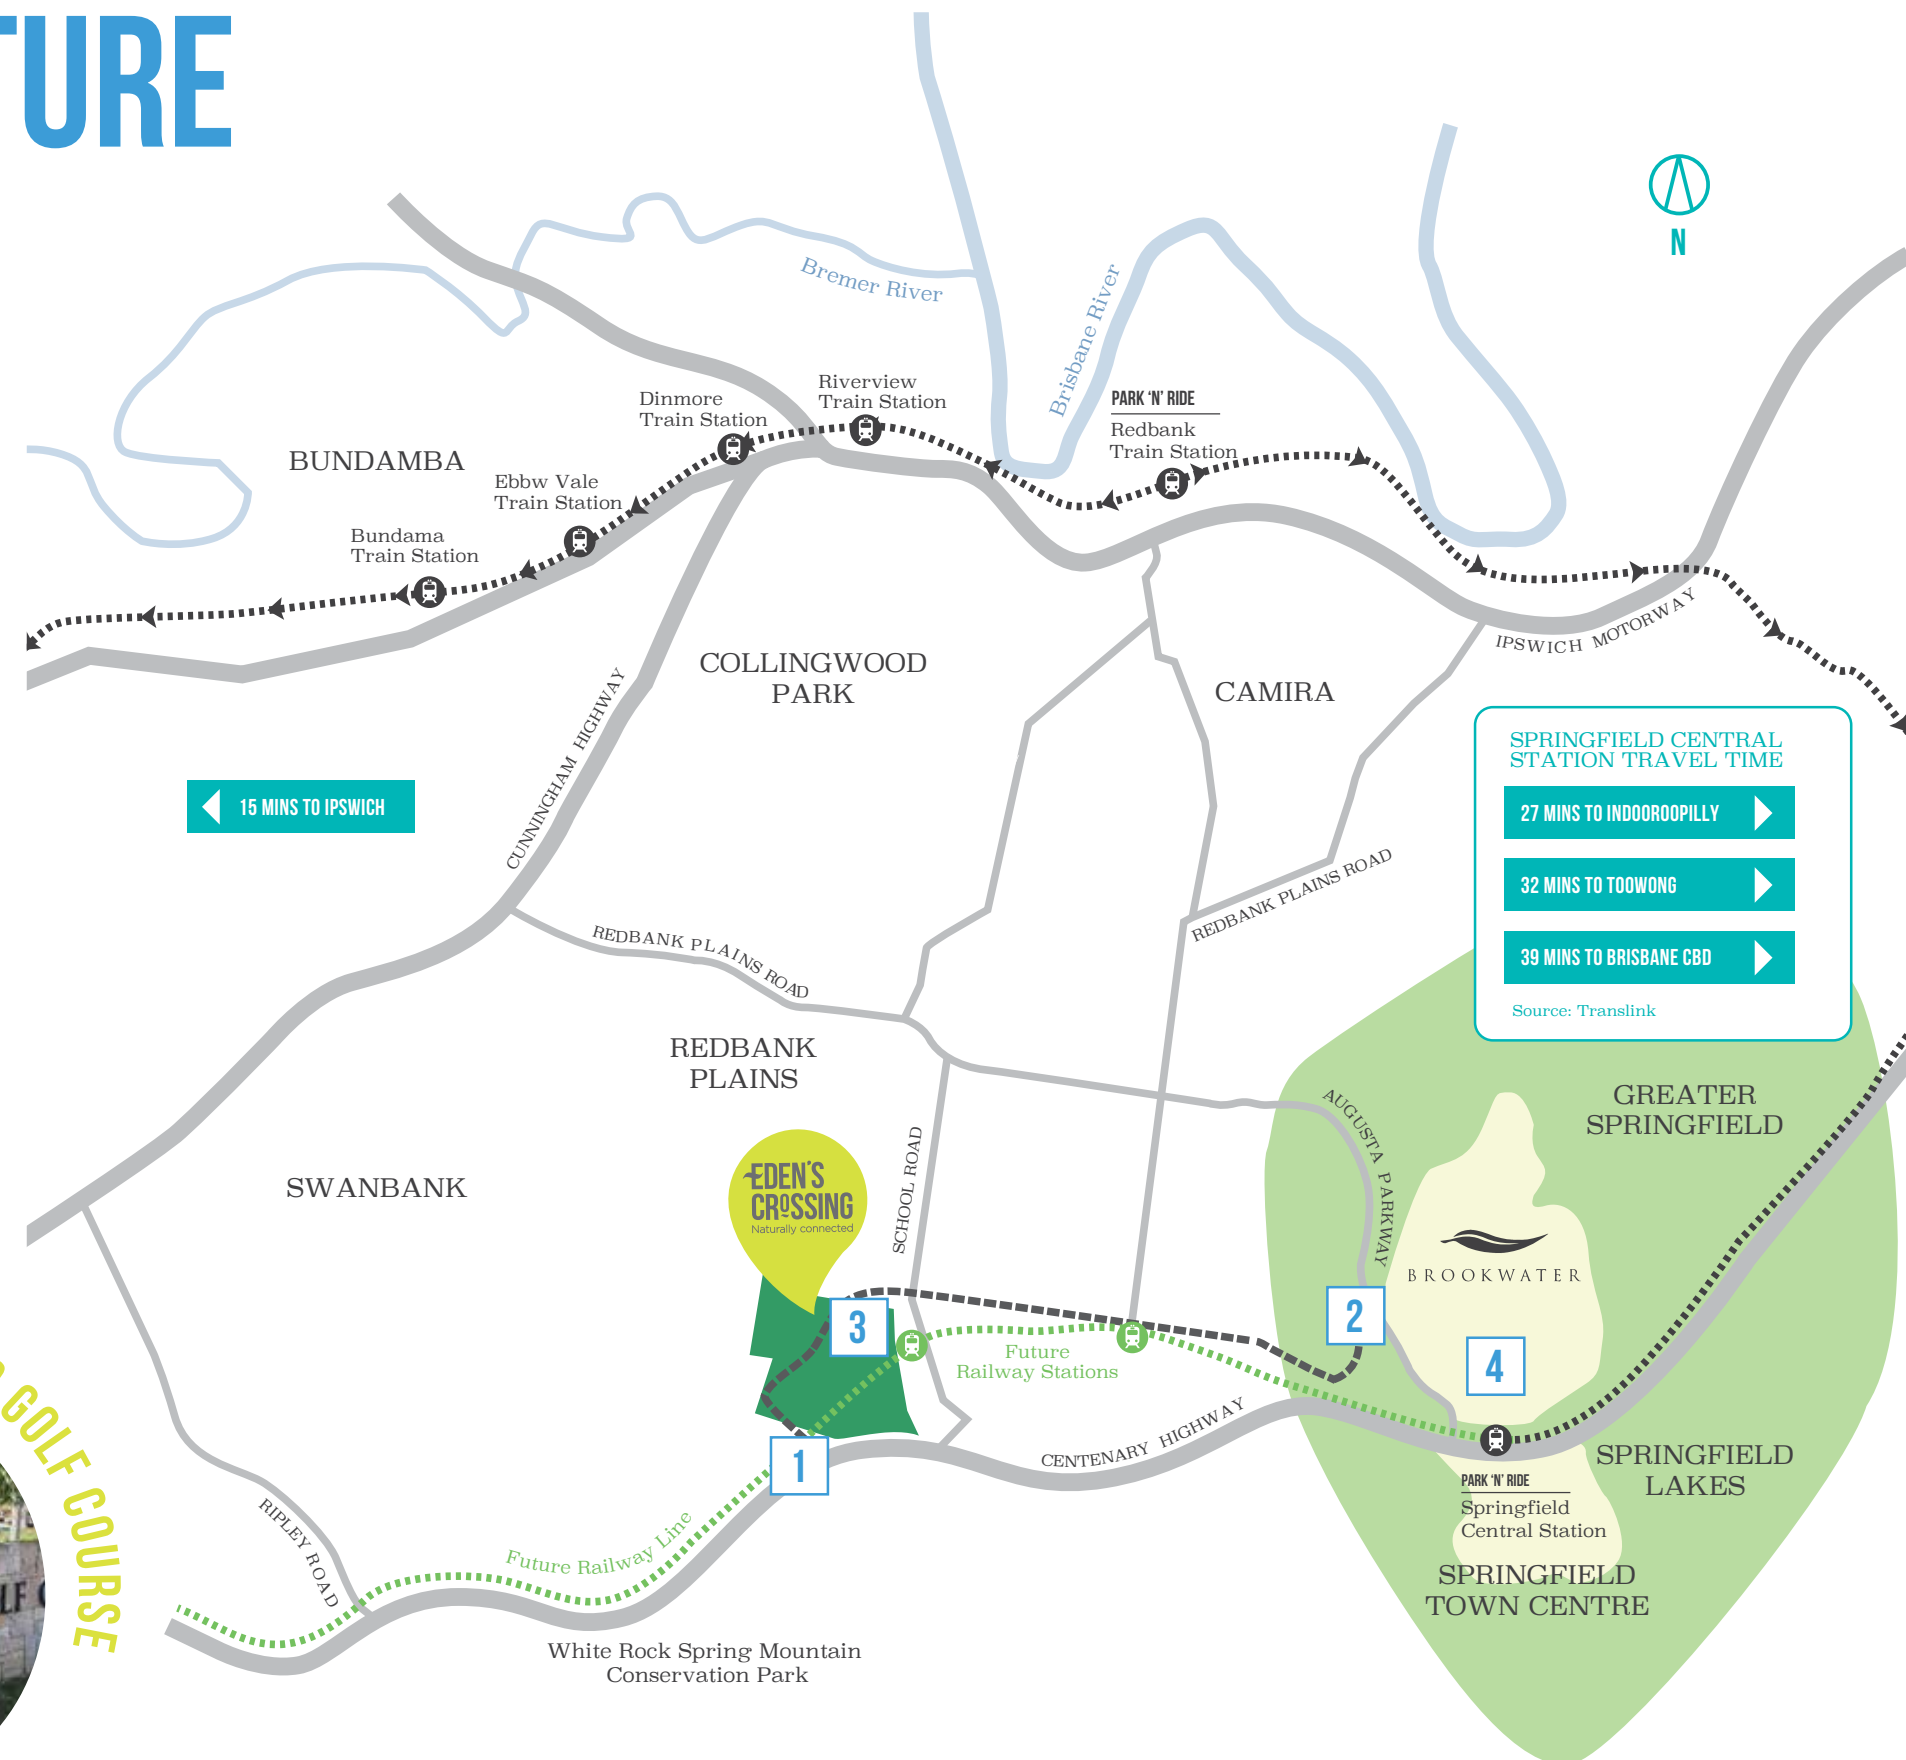 TURE
N
Bremer River
Brisbane River
Riverview
Train Station
Dinmore
Train Station
PARK ‘N’ RIDE
Redbank
Train Station
BUNDAMBA
Ebbw Vale
Train Station
Bundama
Train Station
IPSWICH MOTORWAY
COLLINGWOOD
PARK
CAMIRA
CUNNINGHAM HIGHWAY
SPRINGFIELD CENTRAL
STATION TRAVEL TIME
27 MINS TO INDOOROOPILLY
32 MINS TO TOOWONG
39 MINS TO BRISBANE CBD
Source: Translink
15 MINS TO IPSWICH
REDBANK PLAINS ROAD
REDBANK PLAINS ROAD
REDBANK
PLAINS
GREATER
SPRINGFIELD
AUGUSTA PARKWAY
SCHOOL ROAD
SWANBANK
EDEN'S
CROSSING
Naturally connected
BROOKWATER
3
2
4
1
Future
Railway Stations
CENTENARY HIGHWAY
SPRINGFIELD
LAKES
PARK ‘N’ RIDE
Springfield
Central Station
SPRINGFIELD
TOWN CENTRE
RIPLEY ROAD
Future Railway Line
White Rock Spring Mountain
Conservation Park
GOLF COURSE
LF